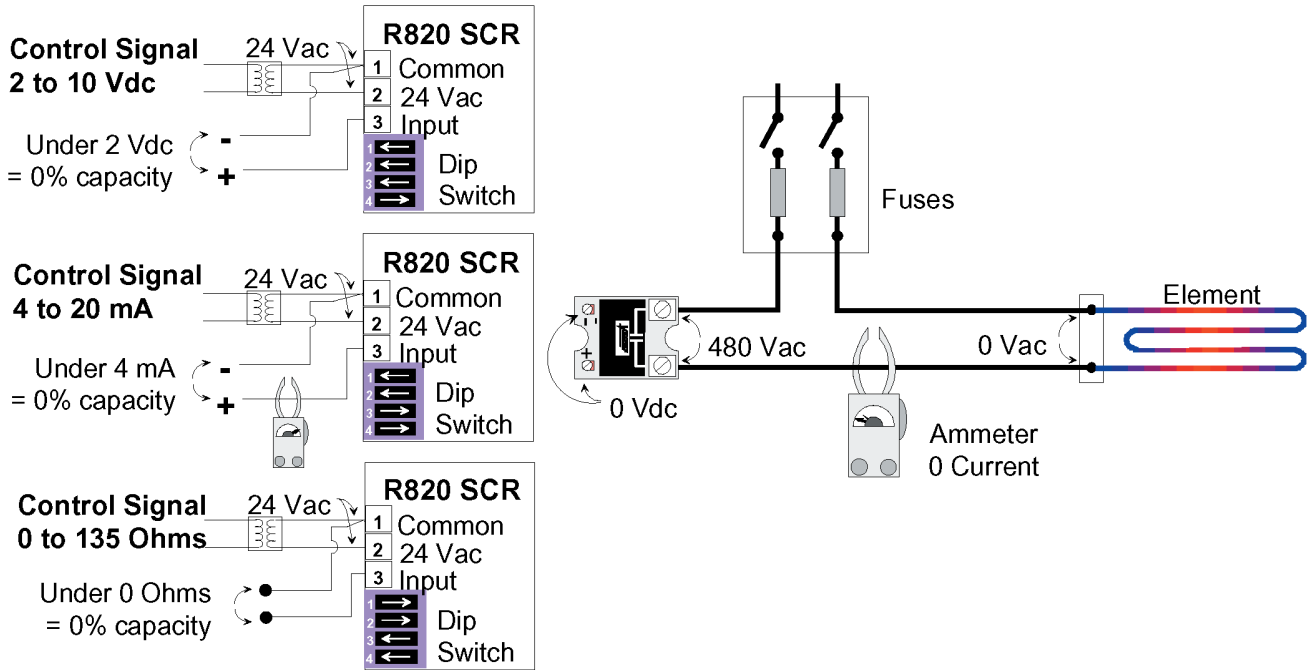 Control Signal
2 to 10 Vdc
24 Vac
R820 SCR
1 Common
2 24 Vac
3 Input
Under 2 Vdc
= 0% capacity
-
+
1
2
3
4
Dip
Switch
Control Signal
4 to 20 mA
24 Vac
R820 SCR
1 Common
2 24 Vac
3 Input
Under 4 mA
= 0% capacity
-
+
1
2
3
4
Dip
Switch
Control Signal
0 to 135 Ohms
24 Vac
R820 SCR
1 Common
2 24 Vac
3 Input
Under 0 Ohms
= 0% capacity
1
2
3
4
Dip
Switch
Fuses
- -
+
480 Vac
0 Vdc
0 Vac
Element
Ammeter
0 Current